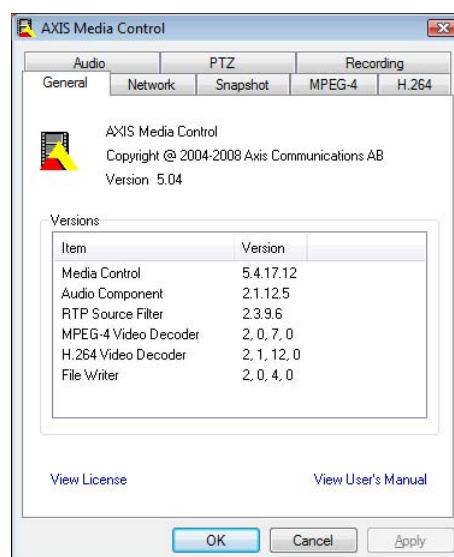 AXIS Media Control
Audio PTZ Recording
General Network Snapshot MPEG-4 H.264
AXIS Media Control
Copyright @ 2004-2008 Axis Communications AB
Version 5.04
Versions
Item Version
Media Control 5.4.17.12
Audio Component 2.1.12.5
RTP Source Filter 2.3.9.6
MPEG-4 Video Decoder 2, 0, 7, 0
H.264 Video Decoder 2, 1, 12, 0
File Writer 2, 0, 4, 0
View License View User's Manual
OK Cancel Apply